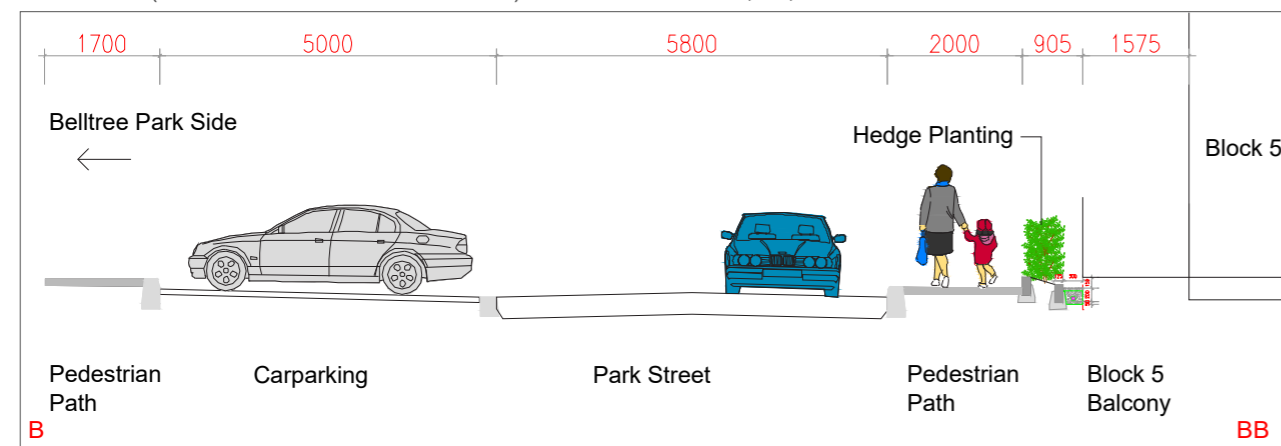 1700 5000 5800 2000 905 1575
Belltree Park Side
Hedge Planting
Block 5
Pedestrian
Path
Carparking
Park Street
Pedestrian
Path
Block 5
Balcony
B
BB